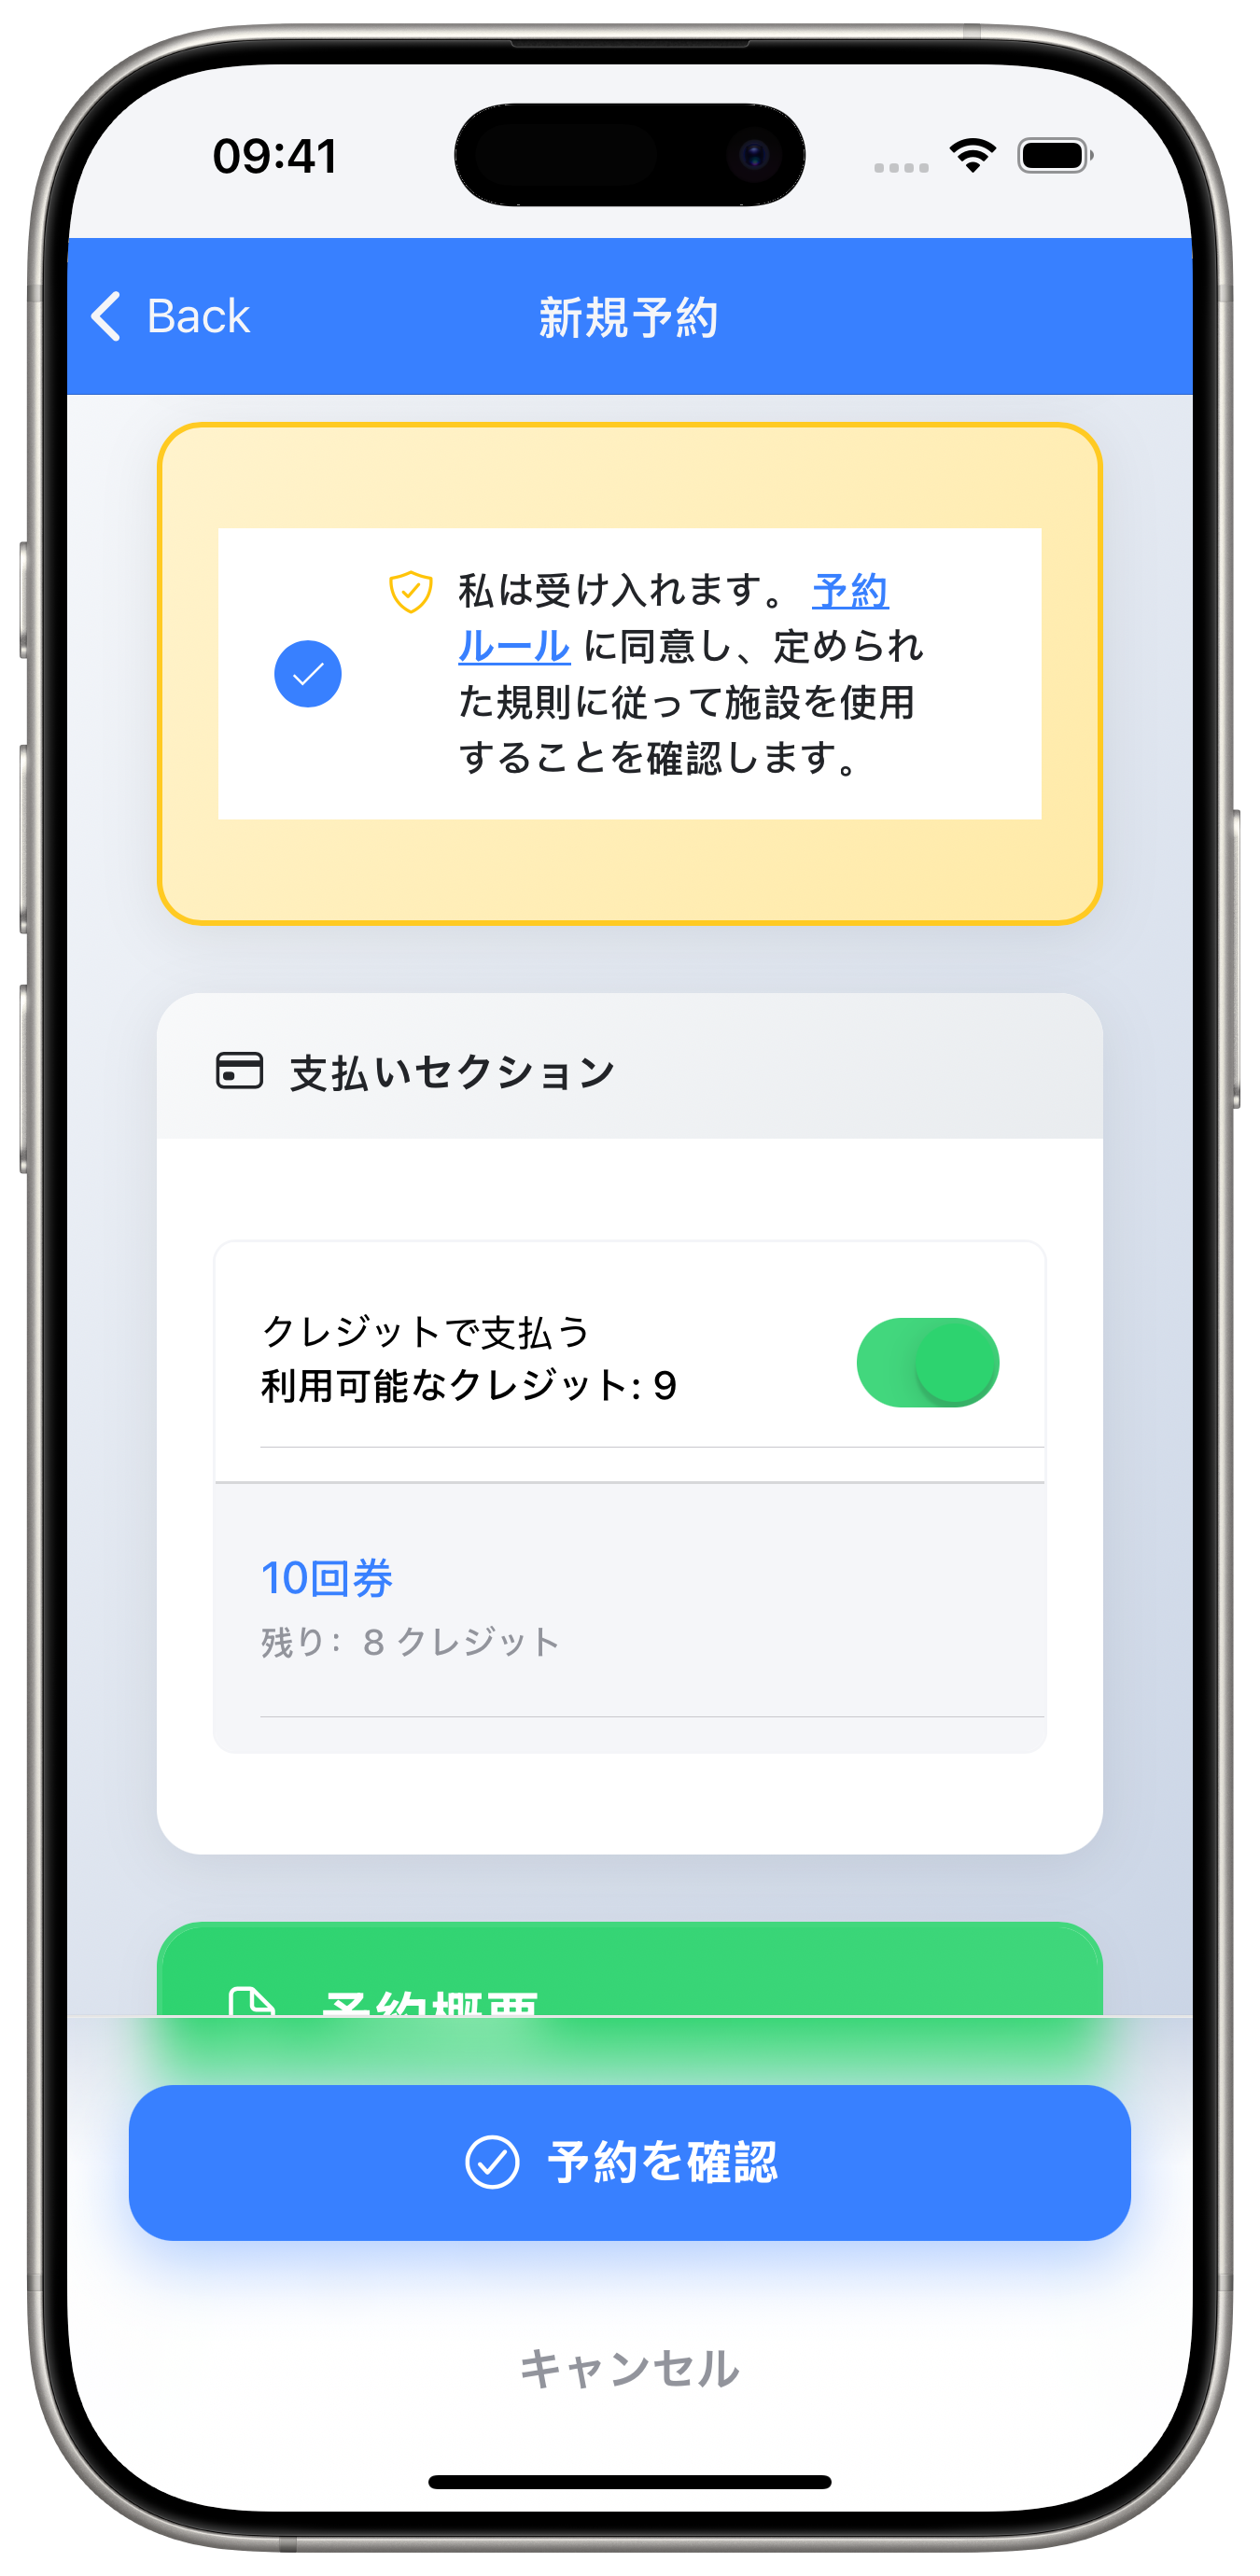 09:41
Back
新規予約
私は受け入れます。 予約
ルール に同意し、定められ
た規則に従って施設を使用
することを確認します。
支払いセクション
クレジットで支払う
利用可能なクレジット: 9
10回券
残り: 8 クレジット
予約概要
予約を確認
キャンセル